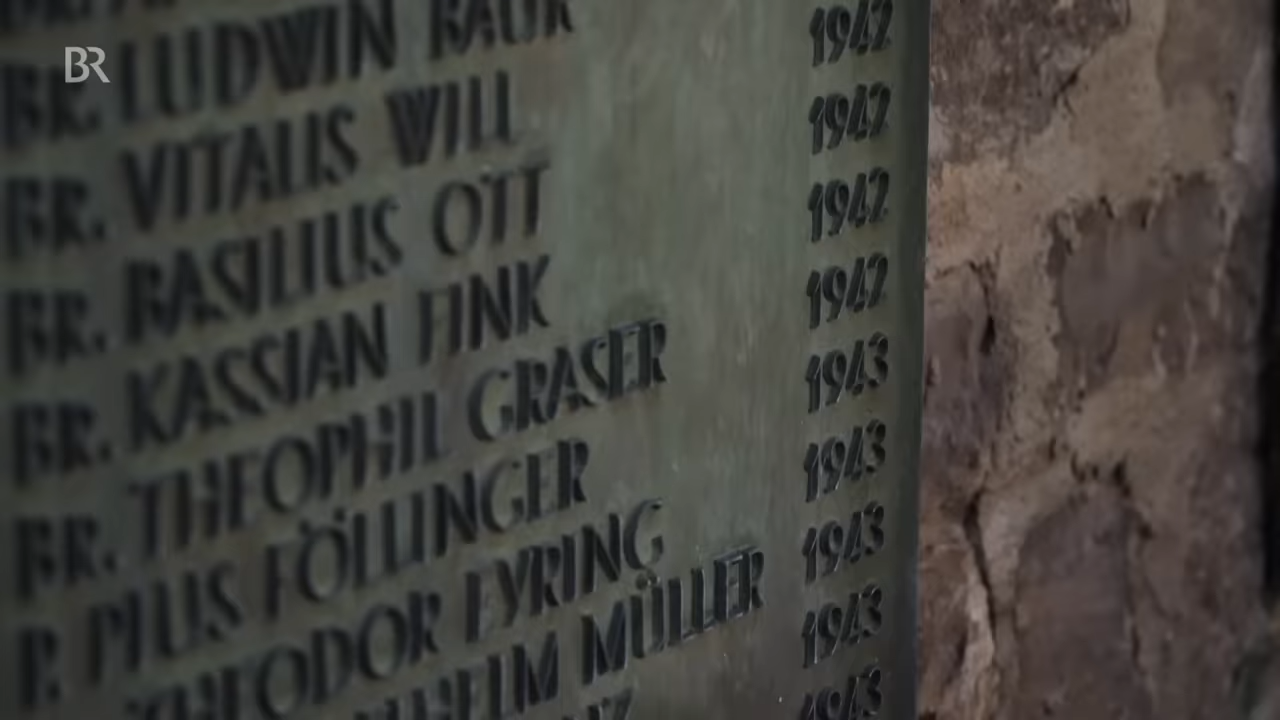 BR
BR. LUDWIN BAUR 1942
BR. VITALIS WILL 1942
BR. BASILIUS OTT 1942
BR. KASSIAN FINK 1942
BR. THEOPHIL GRASER 1943
P. PIUS FÖLLINGER 1943
THEODOR EYRING 1943
MÜLLER 1943
1943